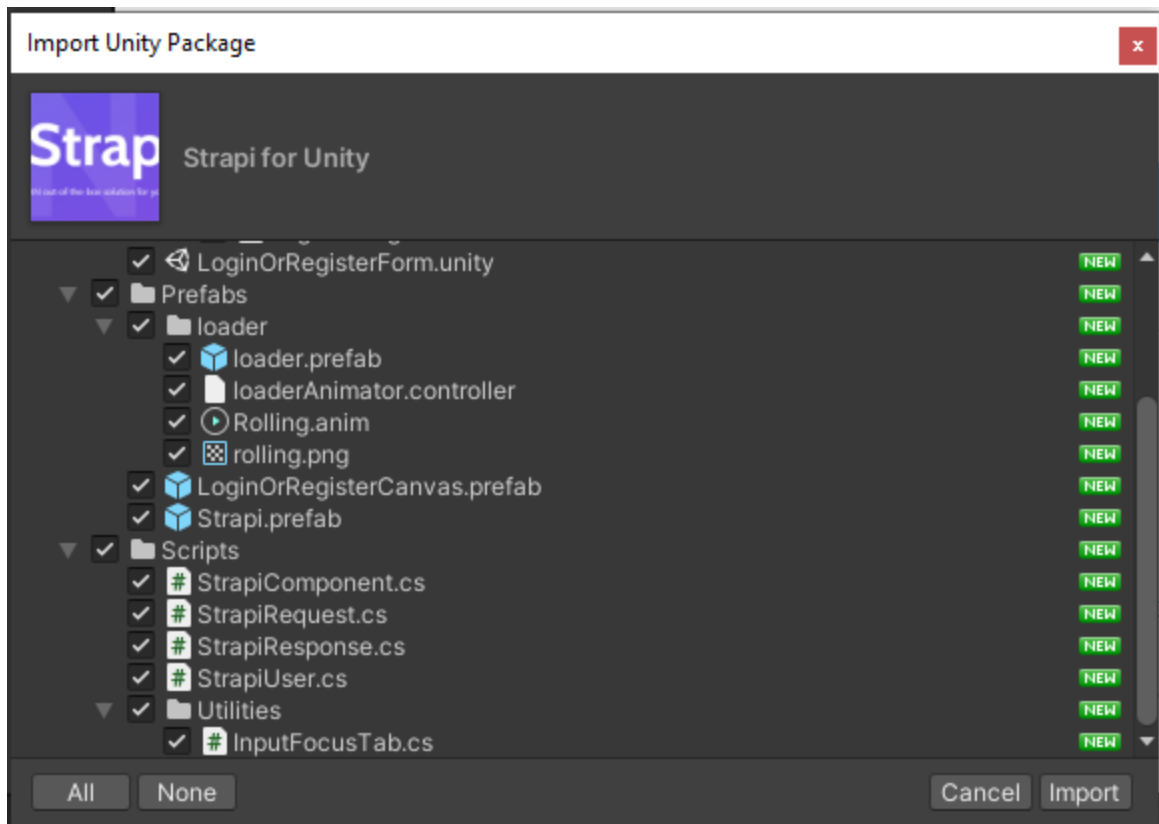 Import Unity Package
x
Strap
Strapi for Unity
LoginOrRegisterForm.unity NEW
Prefabs NEW
loader NEW
loader.prefab NEW
loaderAnimator.controller NEW
Rolling.anim NEW
rolling.png NEW
LoginOrRegisterCanvas.prefab NEW
Strapi.prefab NEW
Scripts NEW
# StrapiComponent.cs NEW
# StrapiRequest.cs NEW
# StrapiResponse.cs NEW
# StrapiUser.cs NEW
Utilities NEW
# InputFocusTab.cs NEW
All None Cancel Import